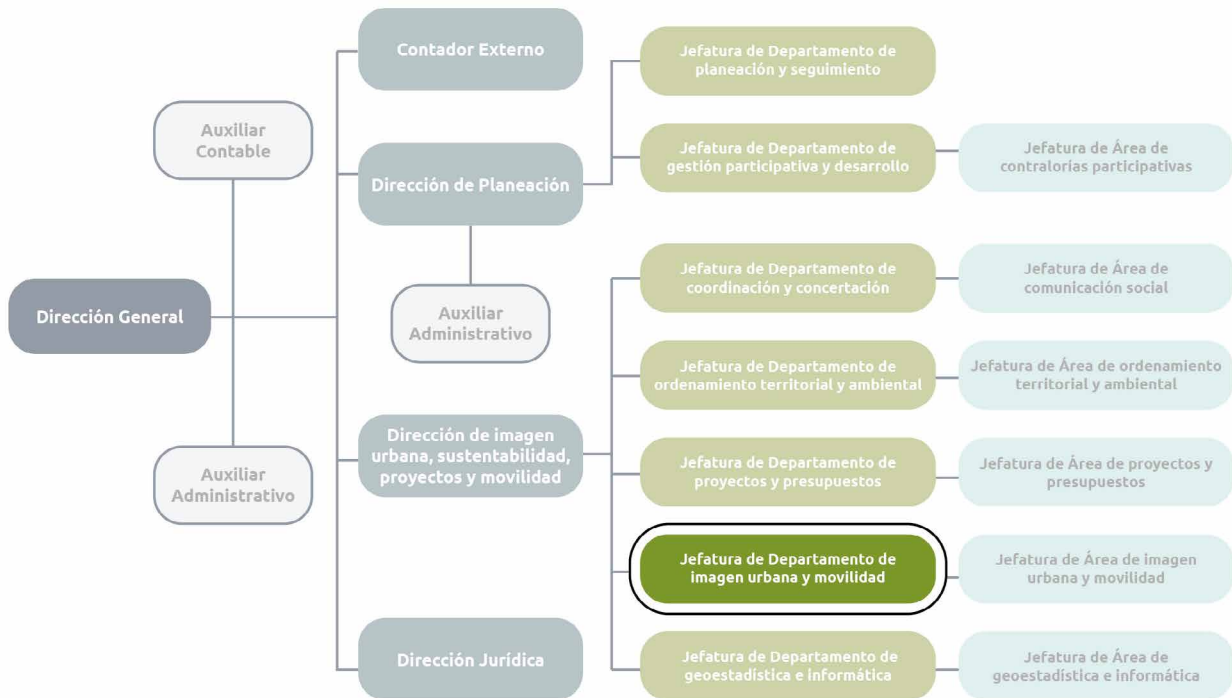 Dirección General
Auxiliar
Contable
Auxiliar
Administrativo
Contador Externo
Dirección de Planeación
Auxiliar
Administrativo
Dirección de imagen
urbana, sustentabilidad,
proyectos y movilidad
Dirección Jurídica
Jefatura de Departamento de
planeación y seguimiento
Jefatura de Departamento de
gestión participativa y desarrollo
Jefatura de Área de
contralorías participativas
Jefatura de Departamento de
coordinación y concertación
Jefatura de Área de
comunicación social
Jefatura de Departamento de
ordenamiento territorial y ambiental
Jefatura de Área de ordenamiento
territorial y ambiental
Jefatura de Departamento de
proyectos y presupuestos
Jefatura de Área de proyectos y
presupuestos
Jefatura de Departamento de
imagen urbana y movilidad
Jefatura de Área de imagen
urbana y movilidad
Jefatura de Departamento de
geoestadística e informática
Jefatura de Área de
geoestadística e informática